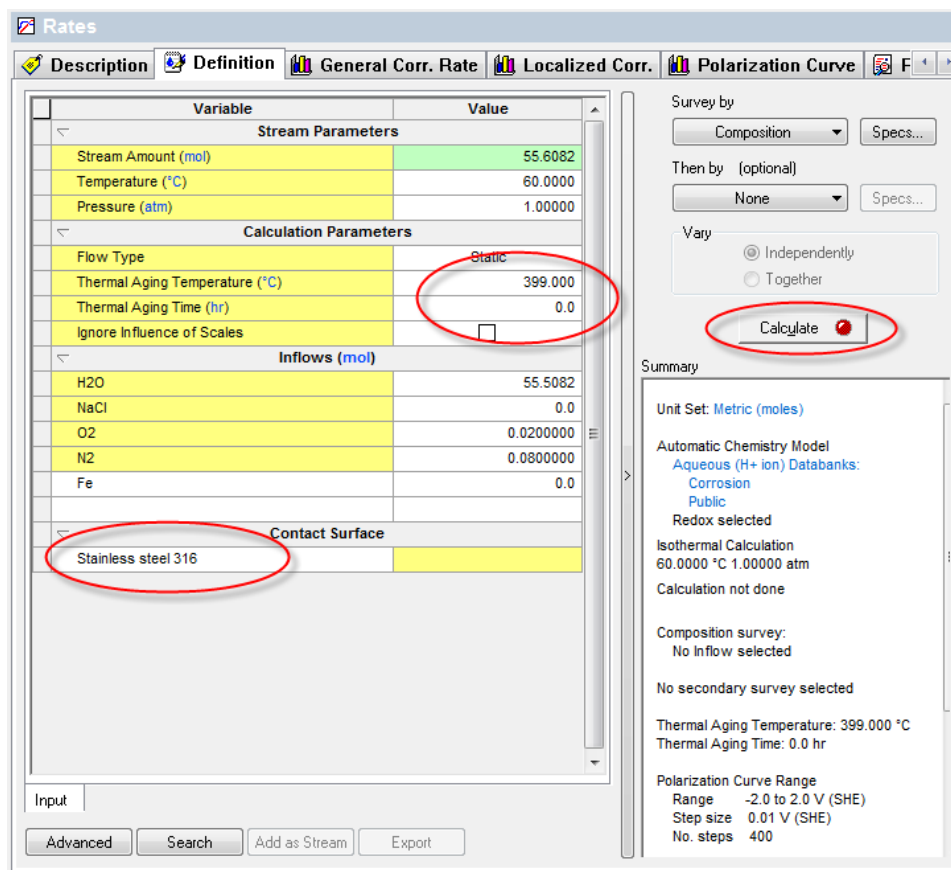 Rates
Description Definition General Corr. Rate Localized Corr. Polarization Curve F
Variable Value
Stream Parameters
Stream Amount (mol) 55.6082
Temperature (°C) 60.0000
Pressure (atm) 1.00000
Calculation Parameters
Flow Type Static
Thermal Aging Temperature (°C) 399.000
Thermal Aging Time (hr) 0.0
Ignore Influence of Scales
Inflows (mol)
H2O 55.5082
NaCl 0.0
O2 0.0200000
N2 0.0800000
Fe 0.0
Contact Surface
Stainless steel 316
Input
Advanced Search Add as Stream Export
Survey by
Composition Specs...
Then by (optional)
None Specs...
Vary
Independently
Together
Calculate
Summary
Unit Set: Metric (moles)
Automatic Chemistry Model
Aqueous (H+ ion) Databanks:
Corrosion
Public
Redox selected
Isothermal Calculation
60.0000 °C 1.00000 atm
Calculation not done
Composition survey:
No Inflow selected
No secondary survey selected
Thermal Aging Temperature: 399.000 °C
Thermal Aging Time: 0.0 hr
Polarization Curve Range
Range -2.0 to 2.0 V (SHE)
Step size 0.01 V (SHE)
No. steps 400